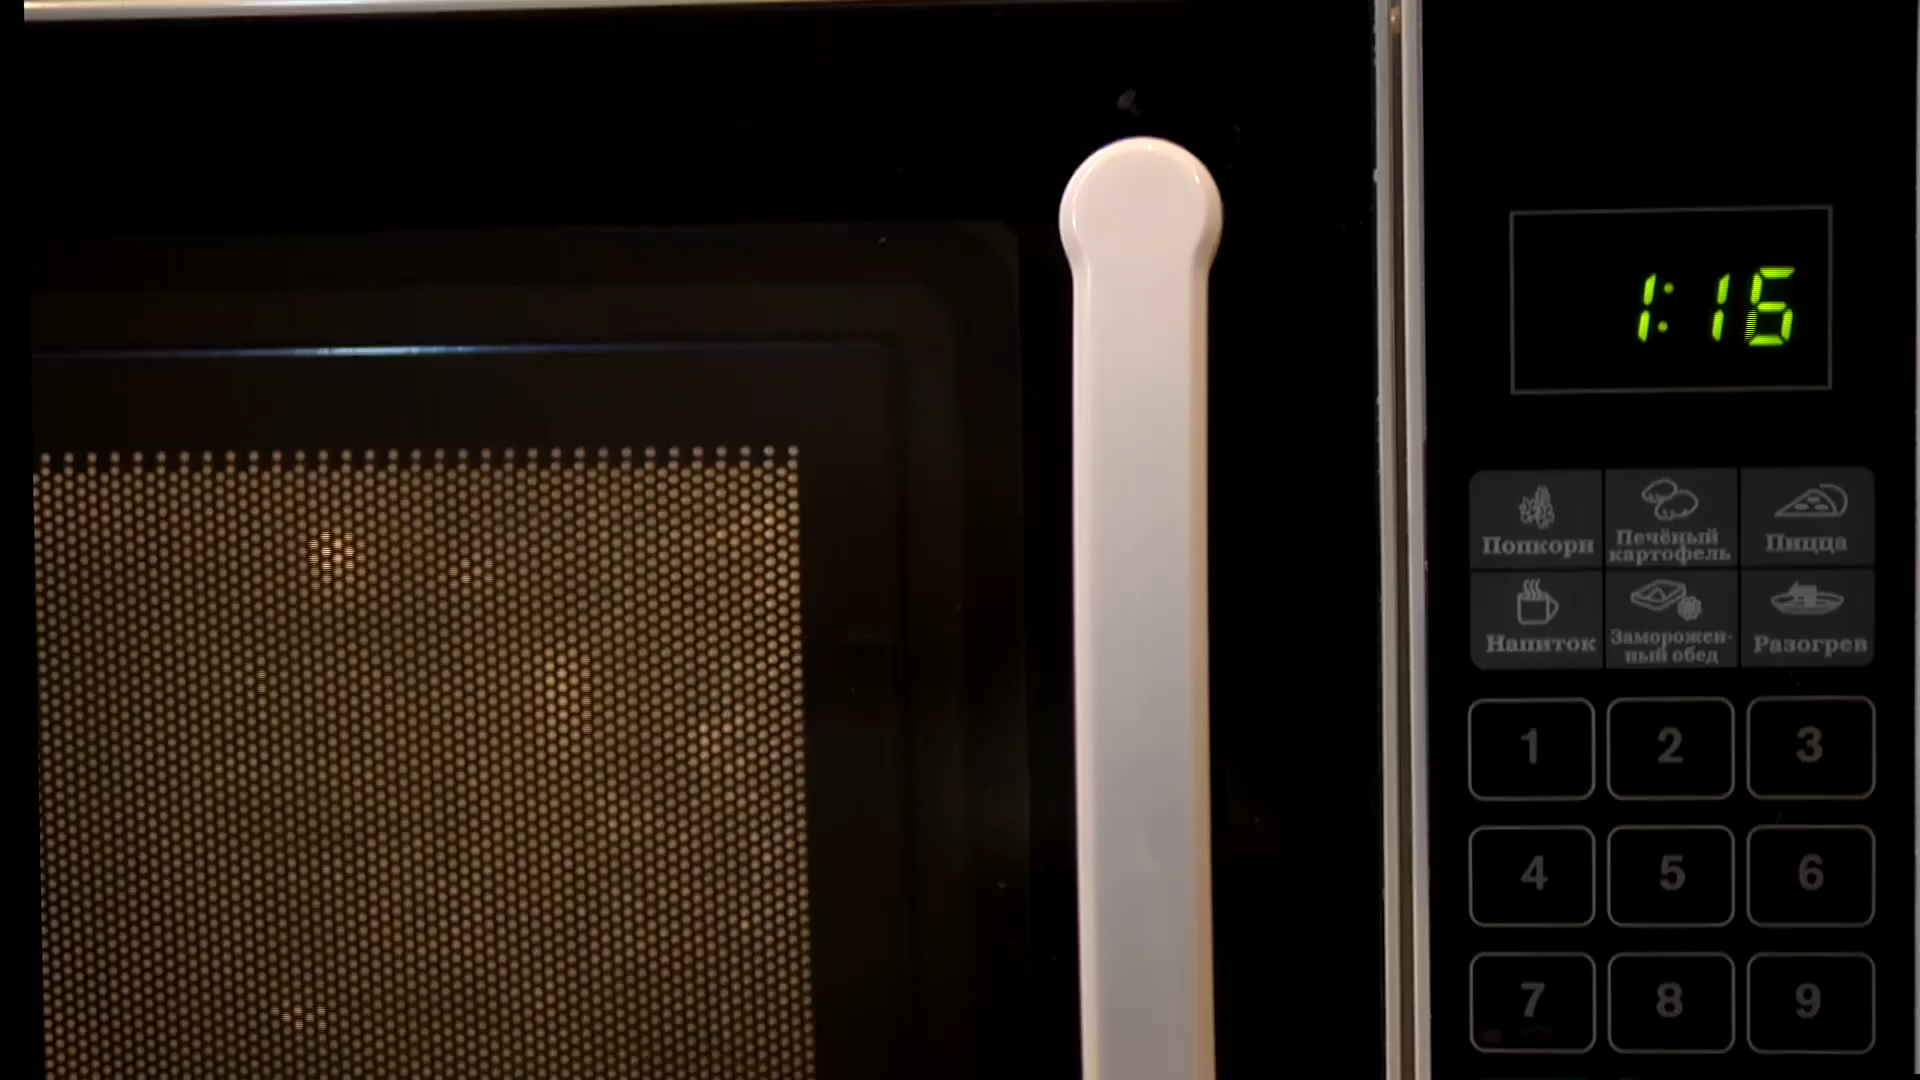 1:16
Попкорн
Печёный
картофель
Пицца
Напиток
Заморожен-
ный обед
Разогрев
1 2 3
4 5 6
7 8 9